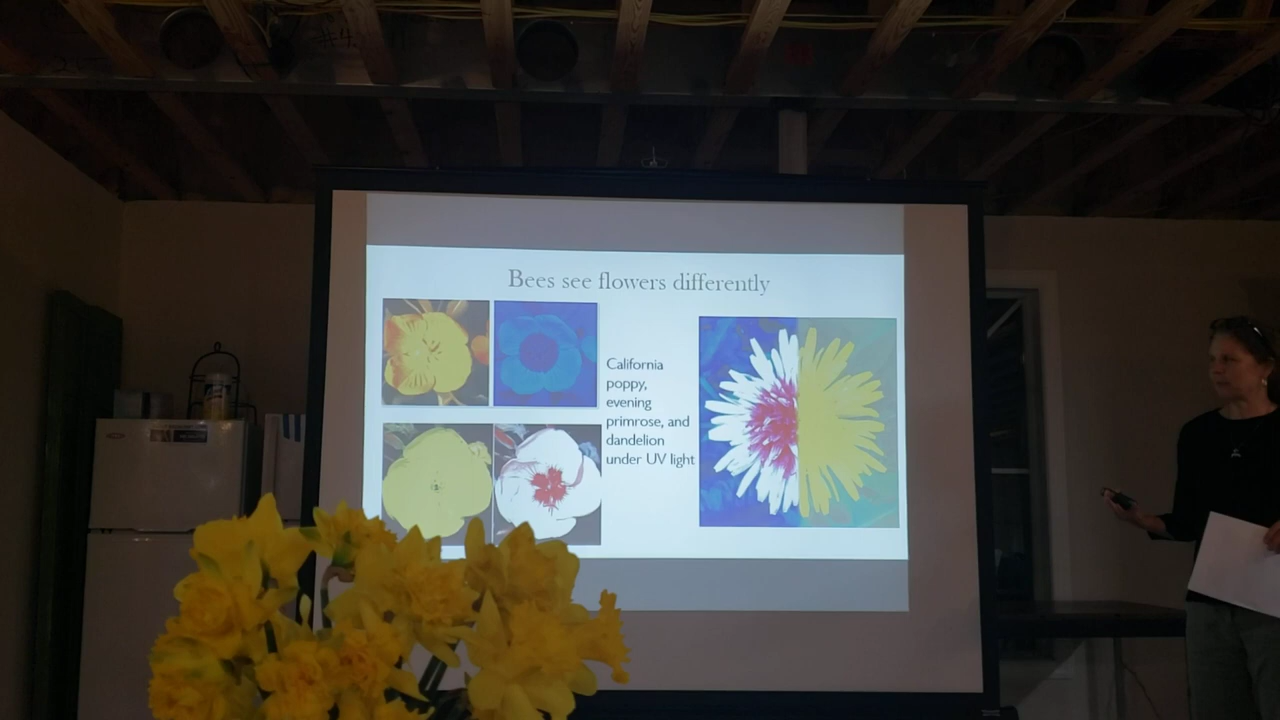 Bees see flowers differently
California
poppy,
evening
primrose, and
dandelion
under UV light